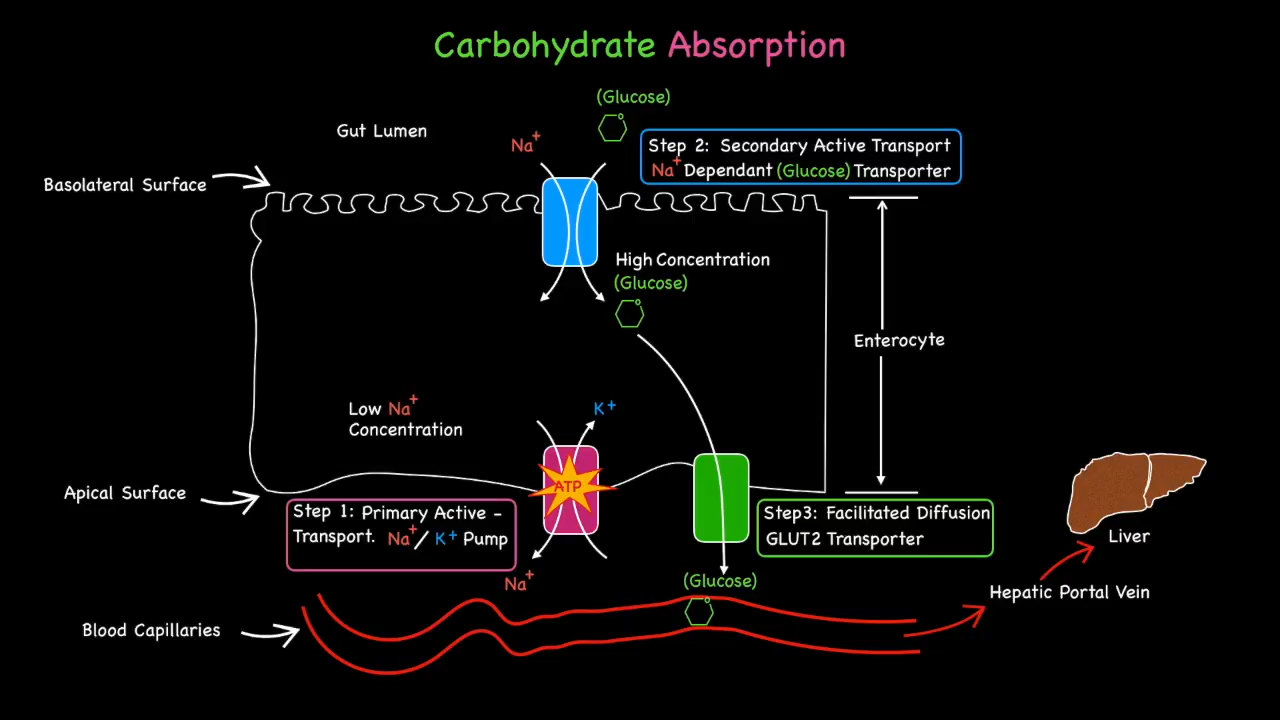 Carbohydrate Absorption
(Glucose)
Gut Lumen
Na+
Step 2: Secondary Active Transport
Na+ Dependant (Glucose) Transporter
Basolateral Surface
High Concentration
(Glucose)
Enterocyte
Low Na+
Concentration
K+
ATP
Apical Surface
Step 1: Primary Active -
Transport. Na+/ K+ Pump
Step3: Facilitated Diffusion
GLUT2 Transporter
Liver
Na+
(Glucose)
Hepatic Portal Vein
Blood Capillaries